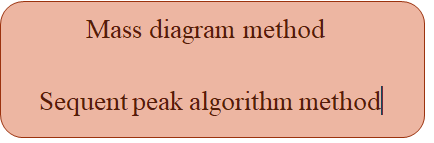 Mass diagram method
Sequent peak algorithm method